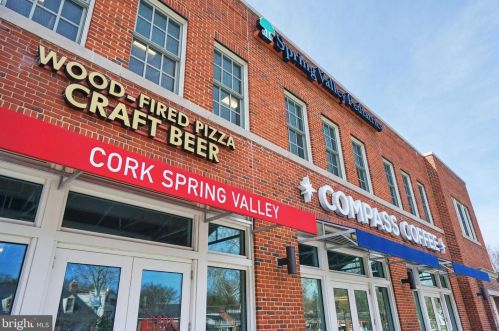 Spring Valley Pediatrics
WOOD-FIRED PIZZA
CRAFT BEER
CORK SPRING VALLEY
COMPASS COFFEE
bright
MLS